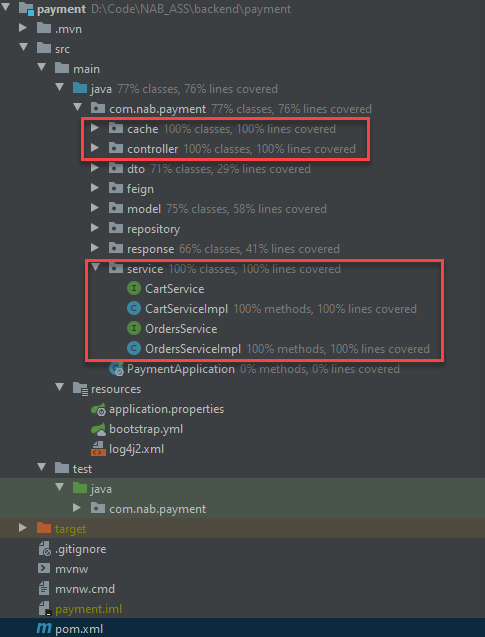 payment D:\Code\NAB_ASS\backend\payment
.mvn
src
main
java 77% classes, 76% lines covered
com.nab.payment 77% classes, 76% lines covered
cache 100% classes, 100% lines covered
controller 100% classes, 100% lines covered
dto 71% classes, 29% lines covered
feign
model 75% classes, 58% lines covered
repository
response 66% classes, 41% lines covered
service 100% classes, 100% lines covered
CartService
CartServiceImpl 100% methods, 100% lines covered
OrdersService
OrdersServiceImpl 100% methods, 100% lines covered
PaymentApplication 0% methods, 0% lines covered
resources
application.properties
bootstrap.yml
log4j2.xml
test
java
com.nab.payment
target
.gitignore
mvnw
mvnw.cmd
payment.iml
pom.xml